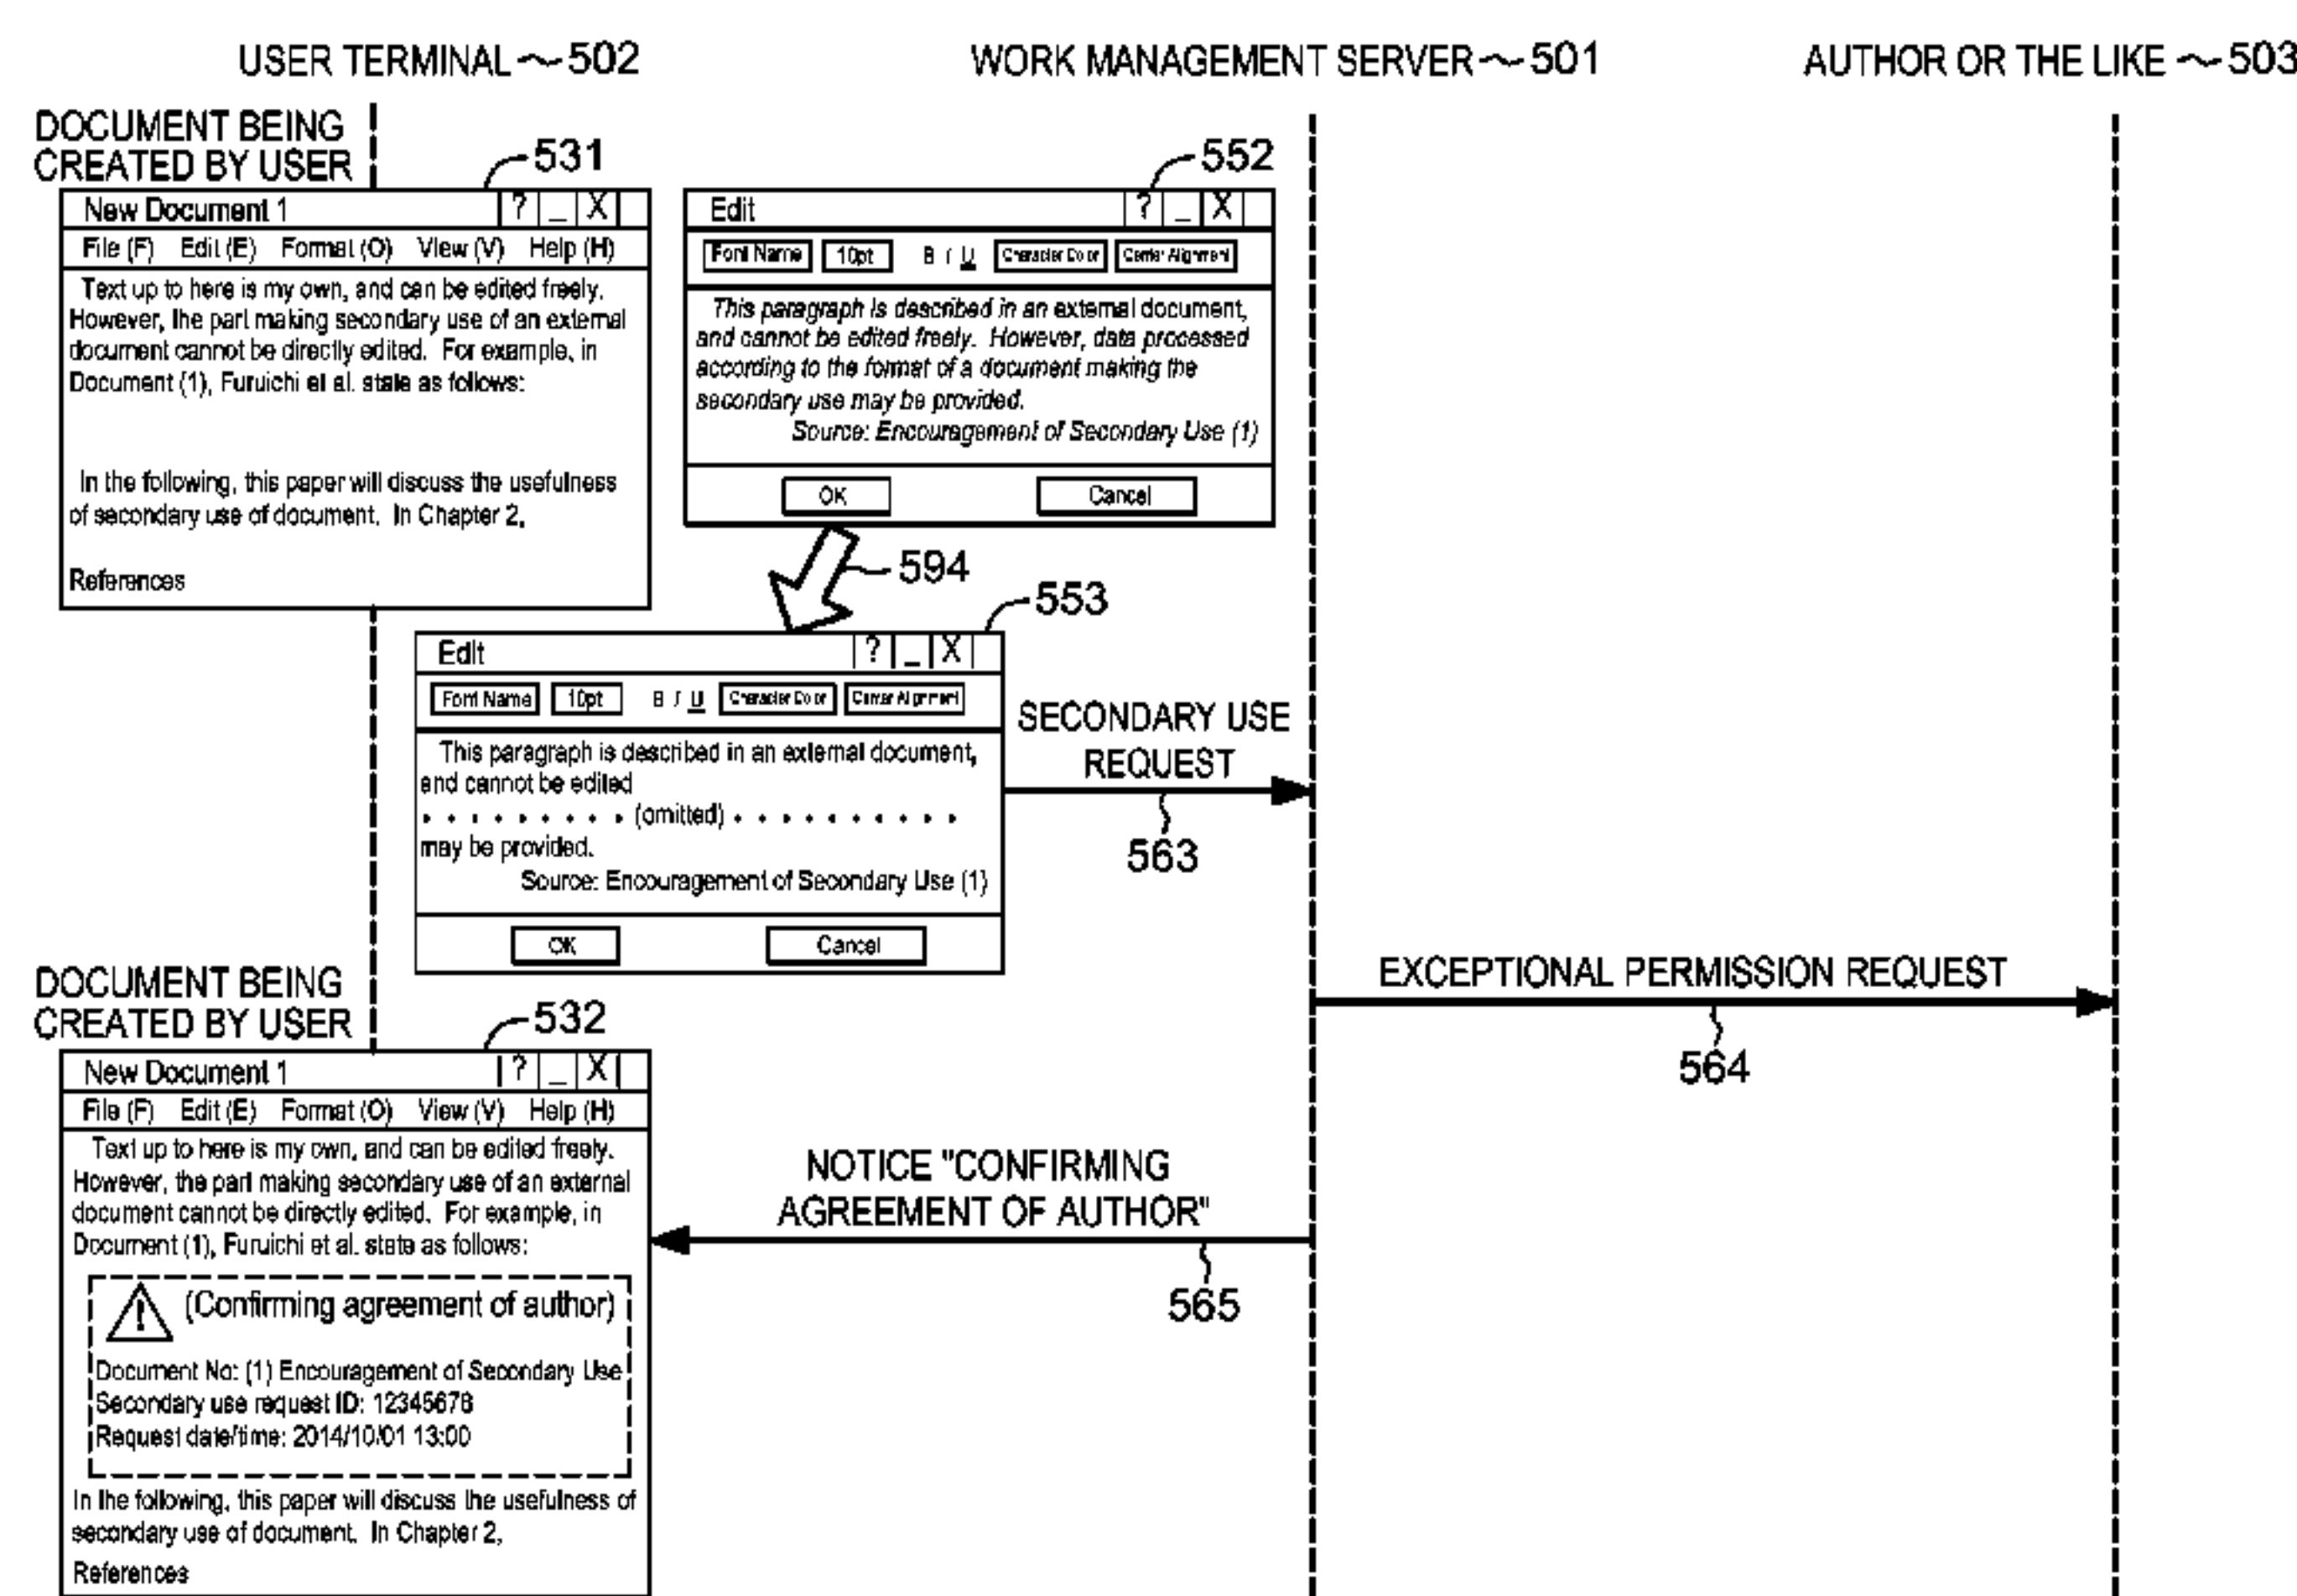 USER TERMINAL ~ 502
WORK MANAGEMENT SERVER ~ 501
AUTHOR OR THE LIKE ~ 503
DOCUMENT BEING
CREATED BY USER
531
New Document 1 ? _ X
File (F) Edit (E) Format (O) View (V) Help (H)
Text up to here is my own, and can be edited freely.
However, the part making secondary use of an external
document cannot be directly edited. For example, in
Document (1), Furuichi et al. state as follows:
In the following, this paper will discuss the usefulness
of secondary use of document. In Chapter 2,
References
552
Edit ? _ X
Font Name 10pt B I U Character Color Center Alignment
This paragraph is described in an external document,
and cannot be edited freely. However, data processed
according to the format of a document making the
secondary use may be provided.
Source: Encouragement of Secondary Use (1)
OK Cancel
594
553
Edit ? _ X
Font Name 10pt B I U Character Color Center Alignment
This paragraph is described in an external document,
and cannot be edited
• • • • • • • • • (omitted) • • • • • • • • • •
may be provided.
Source: Encouragement of Secondary Use (1)
OK Cancel
SECONDARY USE
REQUEST
563
EXCEPTIONAL PERMISSION REQUEST
564
DOCUMENT BEING
CREATED BY USER
532
New Document 1 ? _ X
File (F) Edit (E) Format (O) View (V) Help (H)
Text up to here is my own, and can be edited freely.
However, the part making secondary use of an external
document cannot be directly edited. For example, in
Document (1), Furuichi et al. state as follows:
! (Confirming agreement of author)
Document No: (1) Encouragement of Secondary Use
Secondary use request ID: 12345678
Request date/time: 2014/10/01 13:00
In the following, this paper will discuss the usefulness of
secondary use of document. In Chapter 2,
References
NOTICE "CONFIRMING
AGREEMENT OF AUTHOR"
565